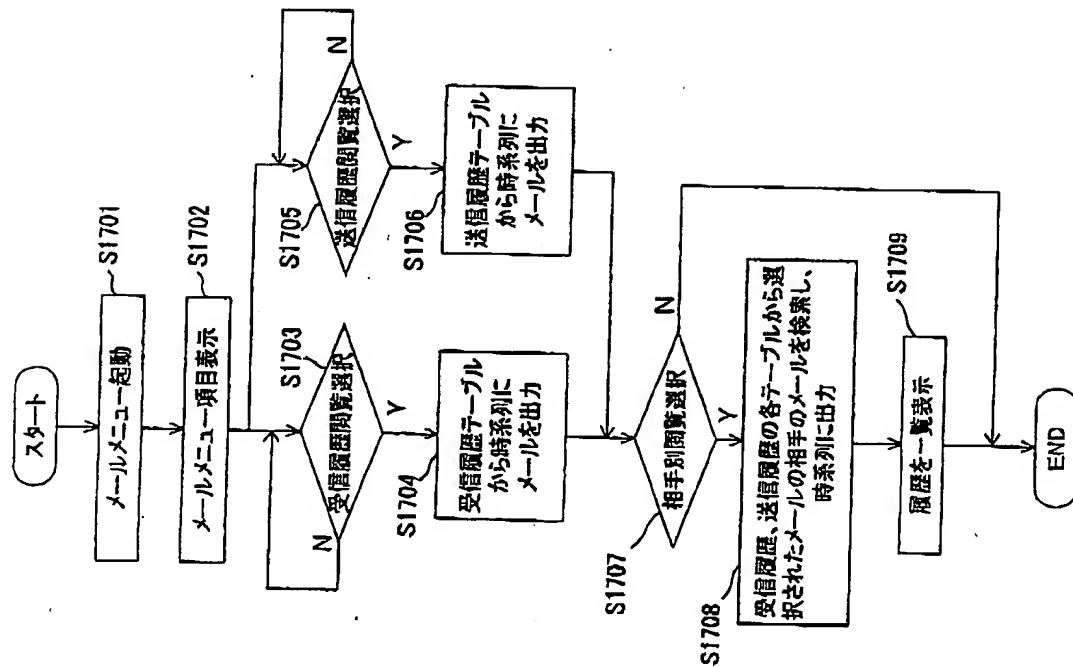 スタート
S1701
メールメニュー起動
S1702
メールメニュー項目表示
S1703
受信履歴閲覧選択
N
Y
S1705
送信履歴閲覧選択
N
Y
S1704
受信履歴テーブル
から時系列に
メールを出力
S1706
送信履歴テーブル
から時系列に
メールを出力
S1707
相手別閲覧選択
N
Y
S1708
受信履歴、送信履歴の各テーブルから選
択されたメールの相手のメールを検索し、
時系列に出力
S1709
履歴を一覧表示
END